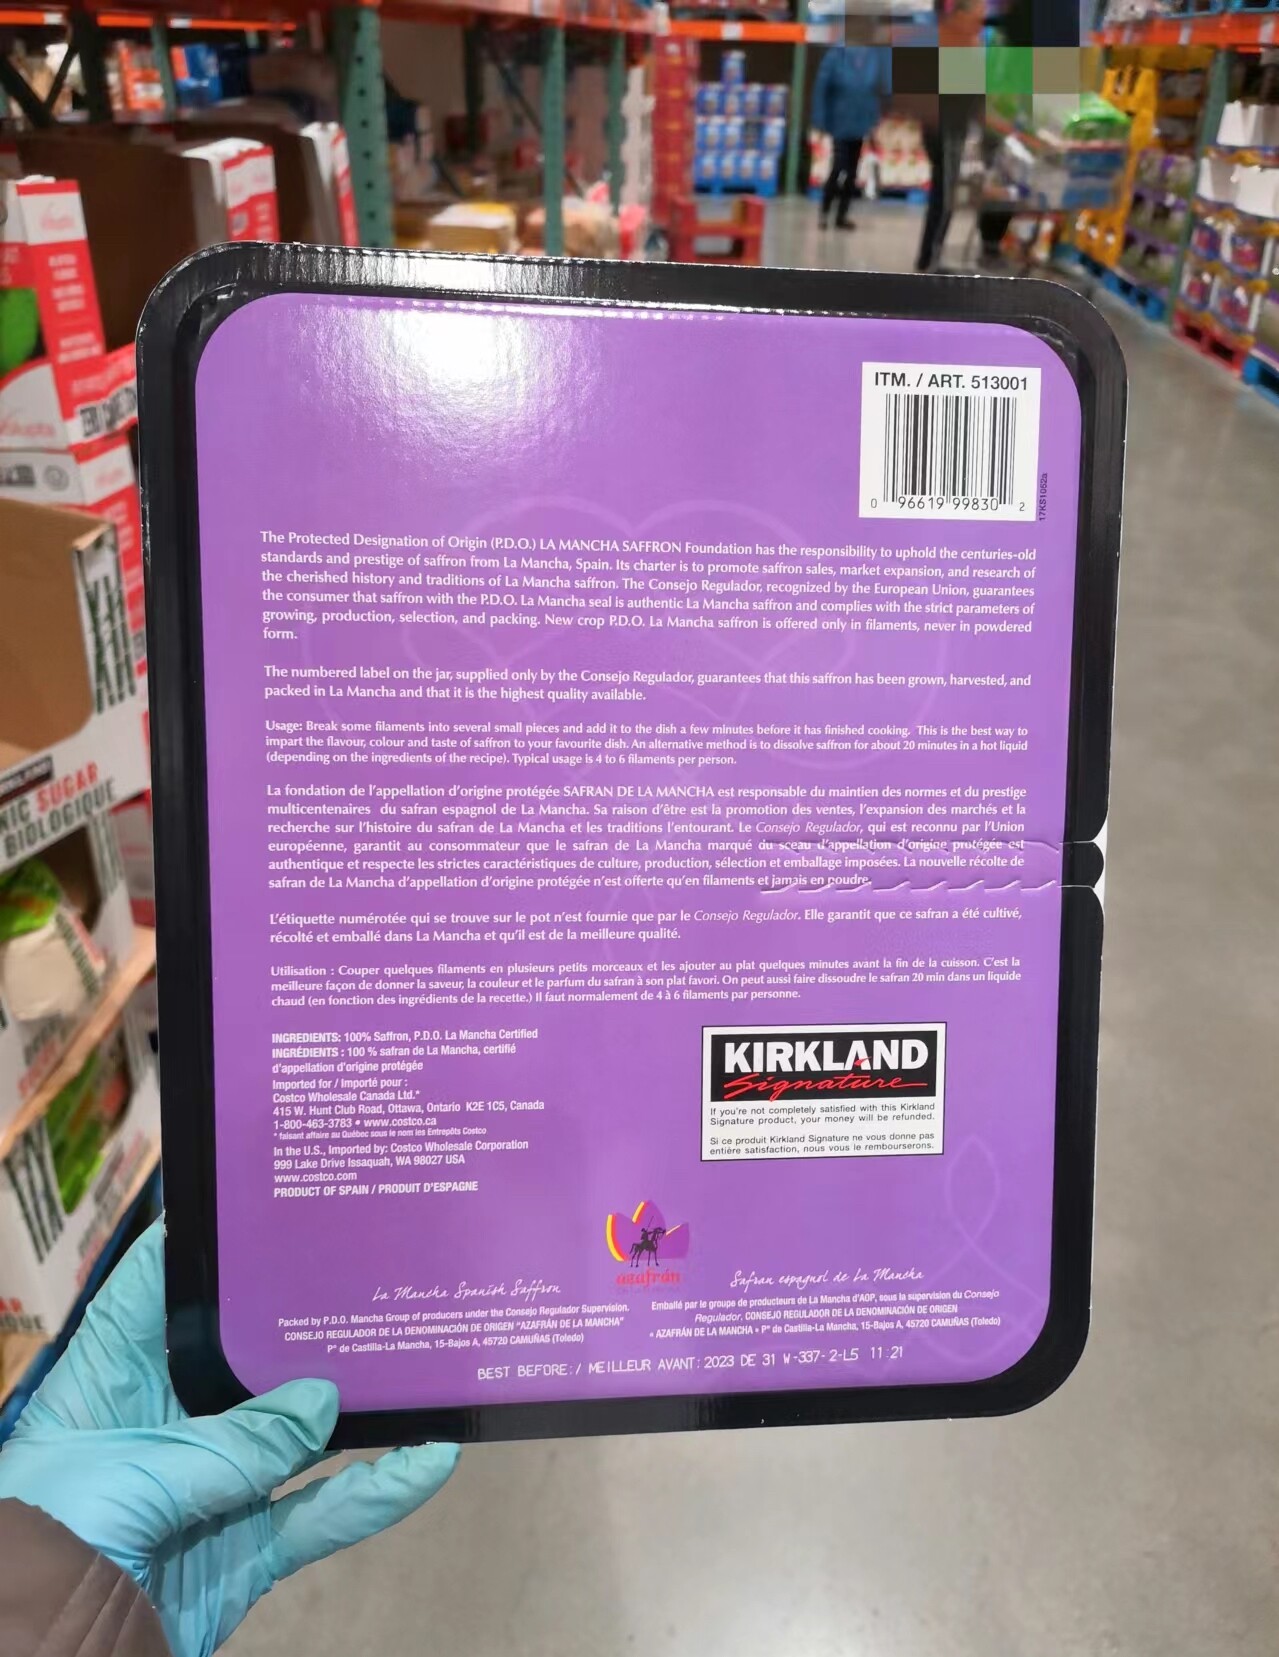 ITM. / ART. 513001
0 96619 99830 2
17KS1052a
The Protected Designation of Origin (P.D.O.) LA MANCHA SAFFRON Foundation has the responsibility to uphold the centuries-old
standards and prestige of saffron from La Mancha, Spain. Its charter is to promote saffron sales, market expansion, and research of
the cherished history and traditions of La Mancha saffron. The Consejo Regulador, recognized by the European Union, guarantees
the consumer that saffron with the P.D.O. La Mancha seal is authentic La Mancha saffron and complies with the strict parameters of
growing, production, selection, and packing. New crop P.D.O. La Mancha saffron is offered only in filaments, never in powdered
form.
The numbered label on the jar, supplied only by the Consejo Regulador, guarantees that this saffron has been grown, harvested, and
packed in La Mancha and that it is the highest quality available.
Usage: Break some filaments into several small pieces and add it to the dish a few minutes before it has finished cooking. This is the best way to
impart the flavour, colour and taste of saffron to your favourite dish. An alternative method is to dissolve saffron for about 20 minutes in a hot liquid
(depending on the ingredients of the recipe). Typical usage is 4 to 6 filaments per person.
La fondation de l'appellation d'origine protégée SAFRAN DE LA MANCHA est responsable du maintien des normes et du prestige
multicentenaires du safran espagnol de La Mancha. Sa raison d'être est la promotion des ventes, l'expansion des marchés et la
recherche sur l'histoire du safran de La Mancha et les traditions l'entourant. Le Consejo Regulador, qui est reconnu par l'Union
européenne, garantit au consommateur que le safran de La Mancha marqué du sceau d'appellation d'origine protégée est
authentique et respecte les strictes caractéristiques de culture, production, sélection et emballage imposées. La nouvelle récolte de
safran de La Mancha d'appellation d'origine protégée n'est offerte qu'en filaments et jamais en poudre.
L'étiquette numérotée qui se trouve sur le pot n'est fournie que par le Consejo Regulador. Elle garantit que ce safran a été cultivé,
récolté et emballé dans La Mancha et qu'il est de la meilleure qualité.
Utilisation : Couper quelques filaments en plusieurs petits morceaux et les ajouter au plat quelques minutes avant la fin de la cuisson. C'est la
meilleure façon de donner la saveur, la couleur et le parfum du safran à son plat favori. On peut aussi faire dissoudre le safran 20 min dans un liquide
chaud (en fonction des ingrédients de la recette.) Il faut normalement de 4 à 6 filaments par personne.
INGREDIENTS: 100% Saffron, P.D.O. La Mancha Certified
INGRÉDIENTS : 100 % safran de La Mancha, certifié
d'appellation d'origine protégée
Imported for / Importé pour :
Costco Wholesale Canada Ltd.*
415 W. Hunt Club Road, Ottawa, Ontario K2E 1C5, Canada
1-800-463-3783 • www.costco.ca
* faisant affaire au Québec sous le nom les Entrepôts Costco
In the U.S., Imported by: Costco Wholesale Corporation
999 Lake Drive Issaquah, WA 98027 USA
www.costco.com
PRODUCT OF SPAIN / PRODUIT D'ESPAGNE
KIRKLAND
Signature
If you're not completely satisfied with this Kirkland
Signature product, your money will be refunded.
Si ce produit Kirkland Signature ne vous donne pas
entière satisfaction, nous vous le rembourserons.
azafrán
La Mancha Spanish Saffron
Packed by P.D.O. Mancha Group of producers under the Consejo Regulador Supervision.
CONSEJO REGULADOR DE LA DENOMINACIÓN DE ORIGEN "AZAFRÁN DE LA MANCHA"
Pº de Castilla-La Mancha, 15-Bajos A, 45720 CAMUÑAS (Toledo)
Safran espagnol de La Mancha
Emballé par le groupe de producteurs de La Mancha d'AOP, sous la supervision du Consejo
Regulador, CONSEJO REGULADOR DE LA DENOMINACIÓN DE ORIGEN
« AZAFRÁN DE LA MANCHA » Pº de Castilla-La Mancha, 15-Bajos A, 45720 CAMUÑAS (Toledo)
BEST BEFORE:/ MEILLEUR AVANT: 2023 DE 31 W-337-2-L5 11:21
SUGAR
BIOLOGIQUE